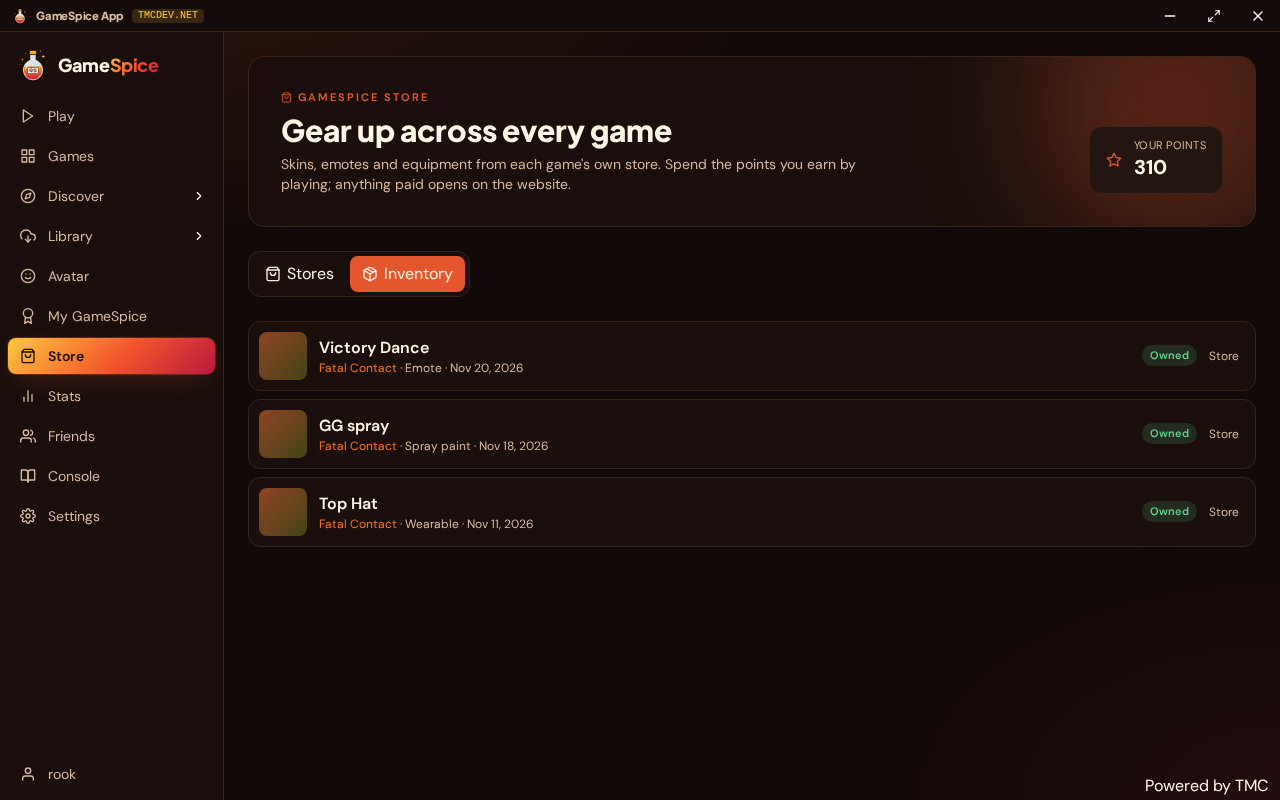 GameSpice App TMCDEV.NET
GameSpice
Play
Games
Discover
Library
Avatar
My GameSpice
Store
Stats
Friends
Console
Settings
rook
GAMESPICE STORE
Gear up across every game
Skins, emotes and equipment from each game's own store. Spend the points you earn by
playing; anything paid opens on the website.
YOUR POINTS
310
Stores Inventory
Victory Dance
Fatal Contact · Emote · Nov 20, 2026
Owned Store
GG spray
Fatal Contact · Spray paint · Nov 18, 2026
Owned Store
Top Hat
Fatal Contact · Wearable · Nov 11, 2026
Owned Store
Powered by TMC